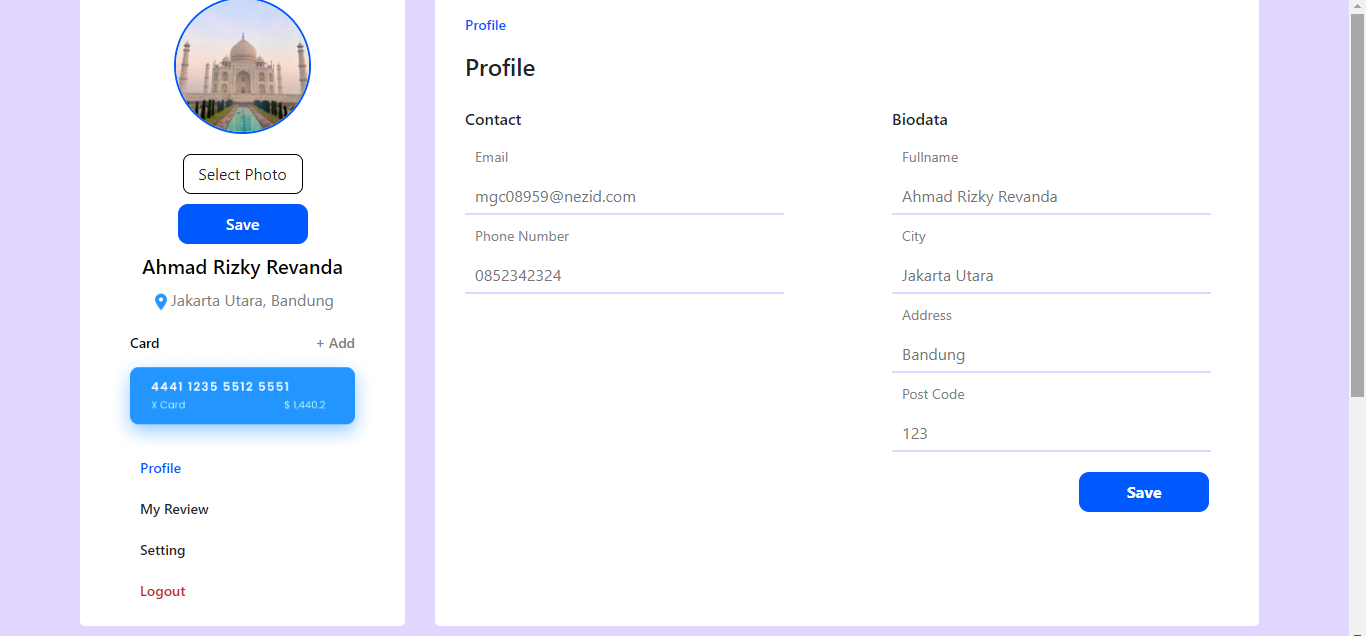 Select Photo
Save
Ahmad Rizky Revanda
Jakarta Utara, Bandung
Card
+ Add
4441 1235 5512 5551
X Card
$ 1,440.2
Profile
My Review
Setting
Logout
Profile
Profile
Contact
Email
mgc08959@nezid.com
Phone Number
0852342324
Biodata
Fullname
Ahmad Rizky Revanda
City
Jakarta Utara
Address
Bandung
Post Code
123
Save